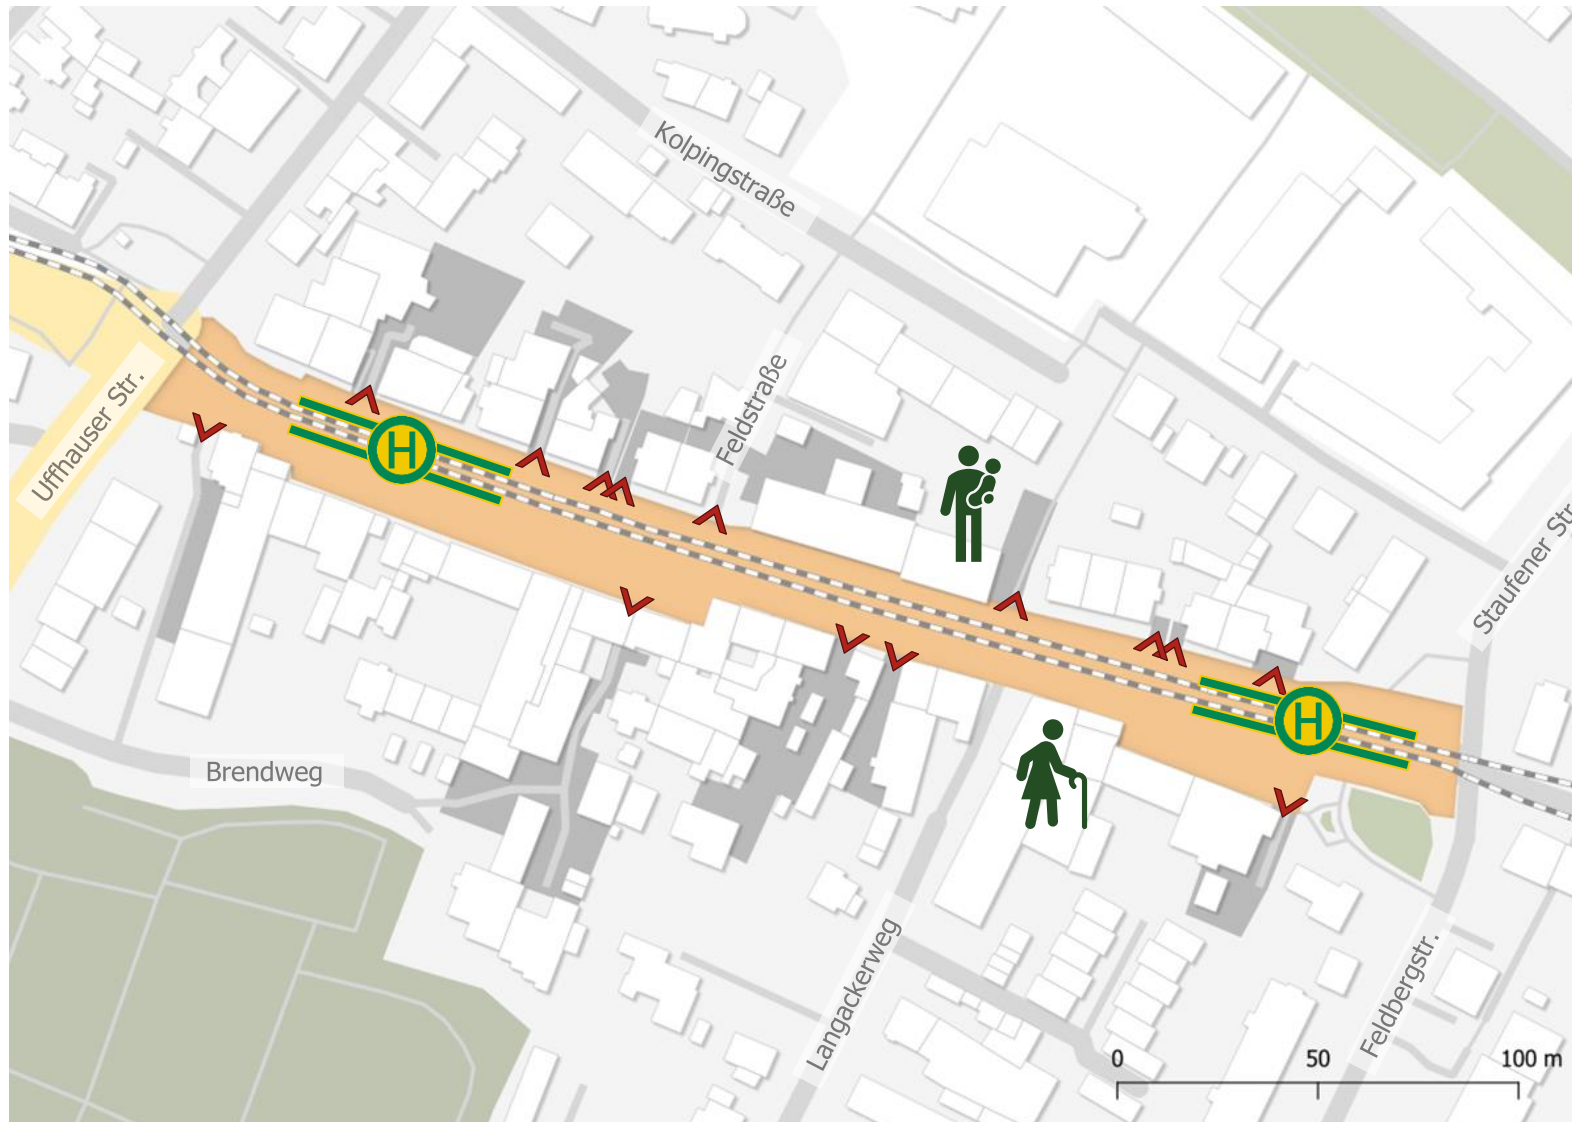 Kolpingstraße
Uffhauser Str.
Feldstraße
H
Staufener Str
H
Brendweg
Langackerweg
Feldbergstr.
0 50 100 m